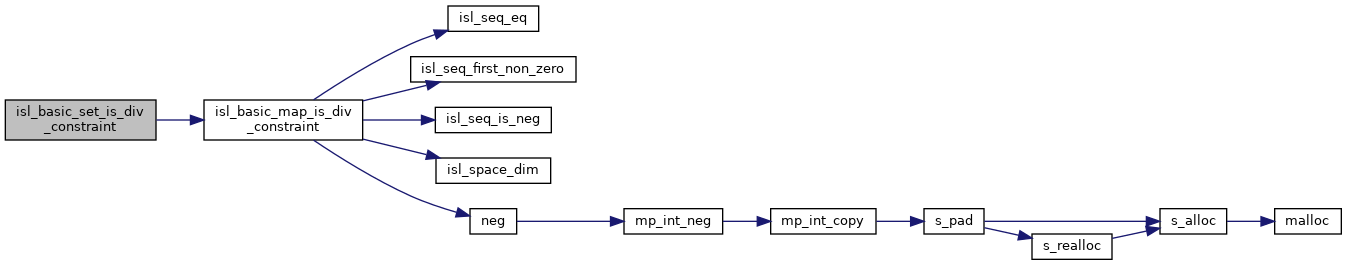 isl_basic_set_is_div
_constraint
isl_basic_map_is_div
_constraint
isl_seq_eq
isl_seq_first_non_zero
isl_seq_is_neg
isl_space_dim
neg
mp_int_neg
mp_int_copy
s_pad
s_realloc
s_alloc
malloc